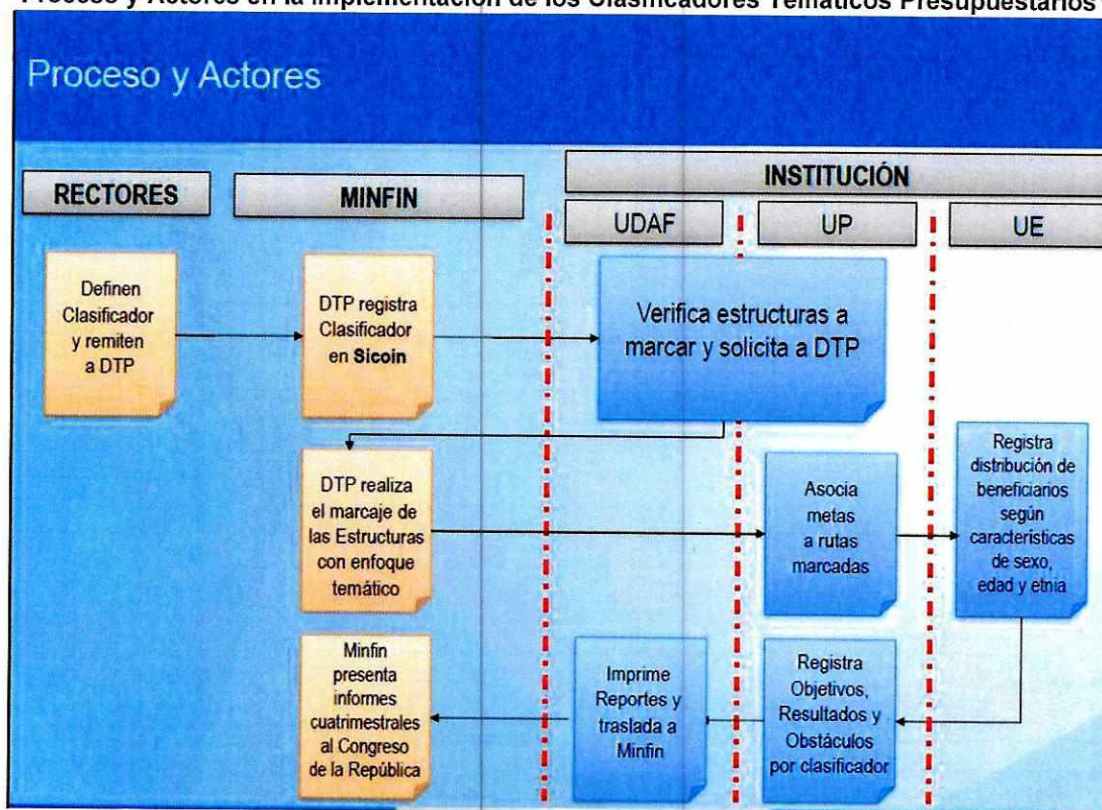 Proceso y Actores en la Implementación de los Clasificadores Temáticos Presupuestarios
Proceso y Actores
RECTORES
MINFIN
INSTITUCIÓN
UDAF
UP
UE
Definen
Clasificador
y remiten
a DTP
DTP registra
Clasificador
en Sicoin
Verifica estructuras a
marcar y solicita a DTP
DTP realiza
el marcaje de
las Estructuras
con enfoque
temático
Asocia
metas
a rutas
marcadas
Registra
distribución de
beneficiarios
según
características
de sexo,
edad y etnia
Minfin
presenta
informes
cuatrimestrales
al Congreso
de la República
Imprime
Reportes y
traslada a
Minfin
Registra
Objetivos,
Resultados y
Obstáculos
por clasificador